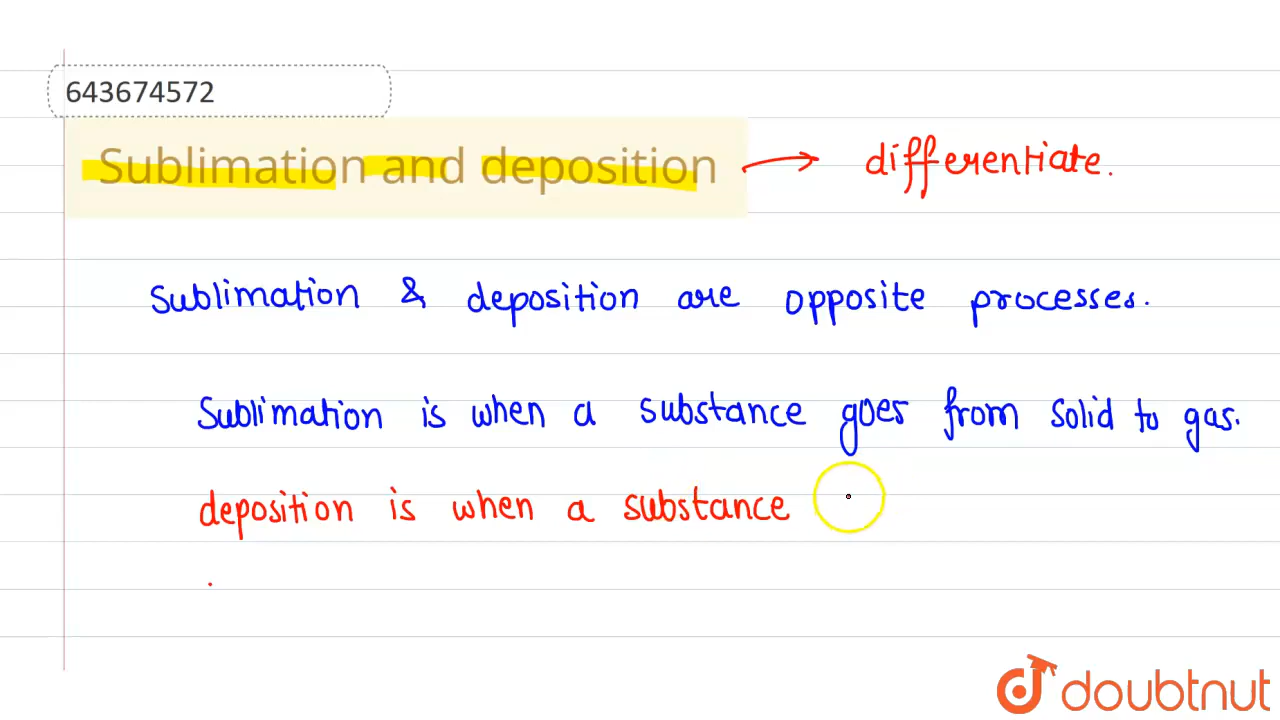 643674572
Sublimation and deposition → differentiate.
Sublimation & deposition are opposite processes.
Sublimation is when a substance goes from solid to gas.
deposition is when a substance
doubtnut